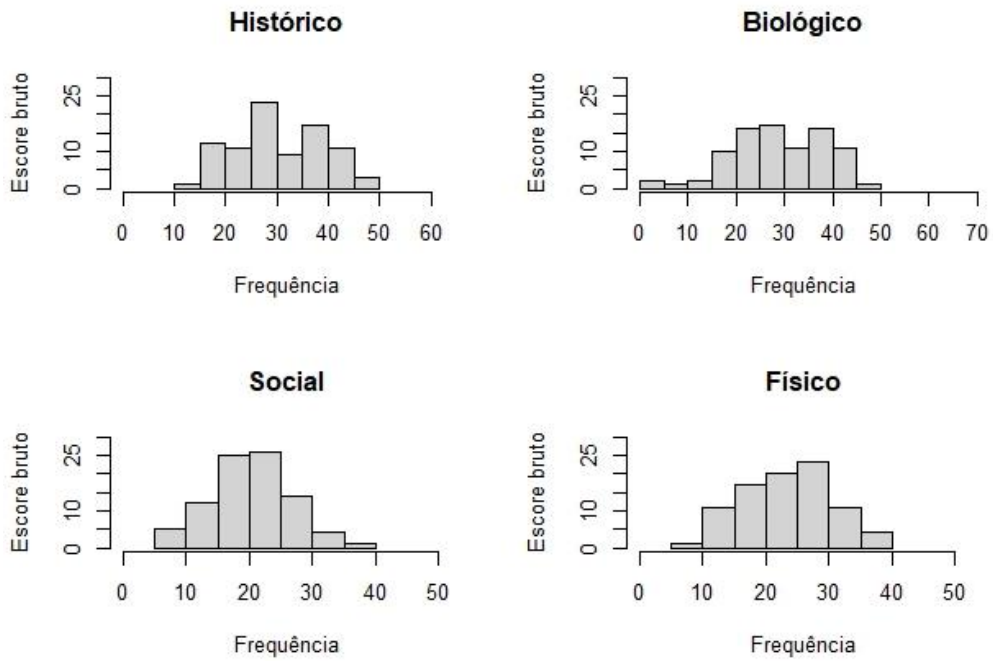 Histórico
Escore bruto
0 10 25
0 10 20 30 40 50 60
Frequência
Biológico
Escore bruto
0 10 25
0 10 20 30 40 50 60 70
Frequência
Social
Escore bruto
0 10 25
0 10 20 30 40 50
Frequência
Físico
Escore bruto
0 10 25
0 10 20 30 40 50
Frequência